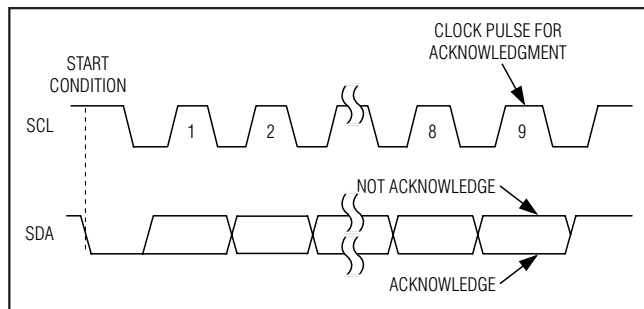 CLOCK PULSE FOR
ACKNOWLEDGMENT
START
CONDITION
SCL
1
2
8
9
NOT ACKNOWLEDGE
SDA
ACKNOWLEDGE